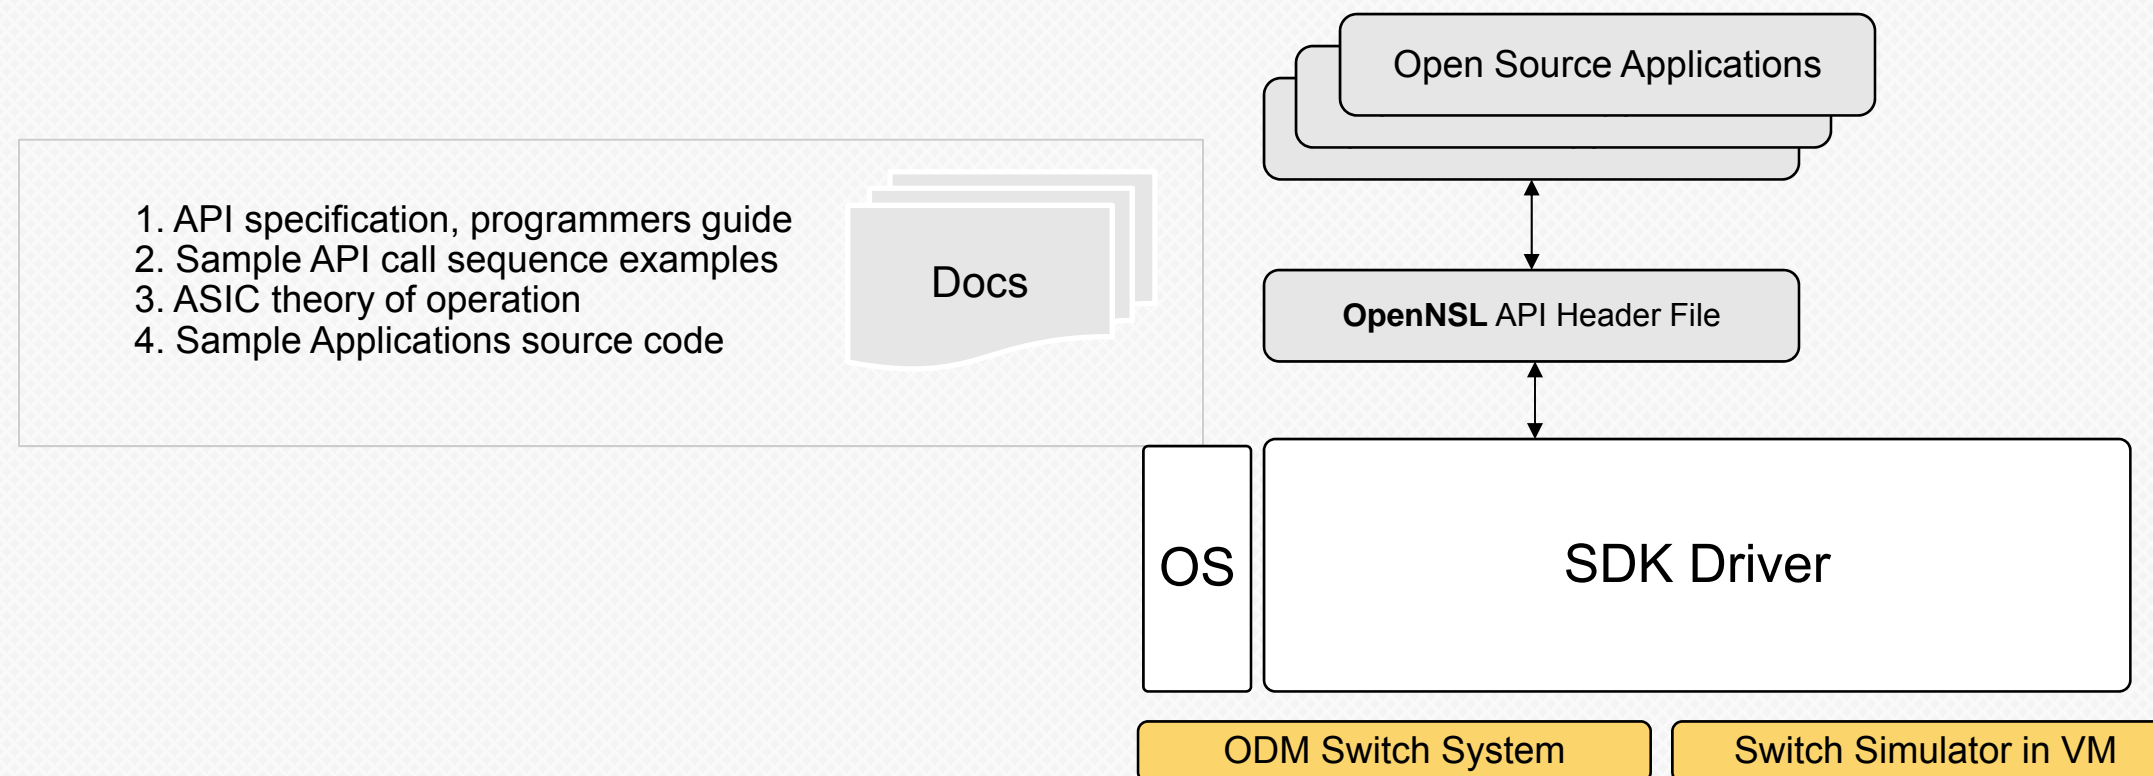 Open Source Applications
1. API specification, programmers guide
2. Sample API call sequence examples
3. ASIC theory of operation
4. Sample Applications source code
Docs
OpenNSL API Header File
OS
SDK Driver
ODM Switch System
Switch Simulator in VM